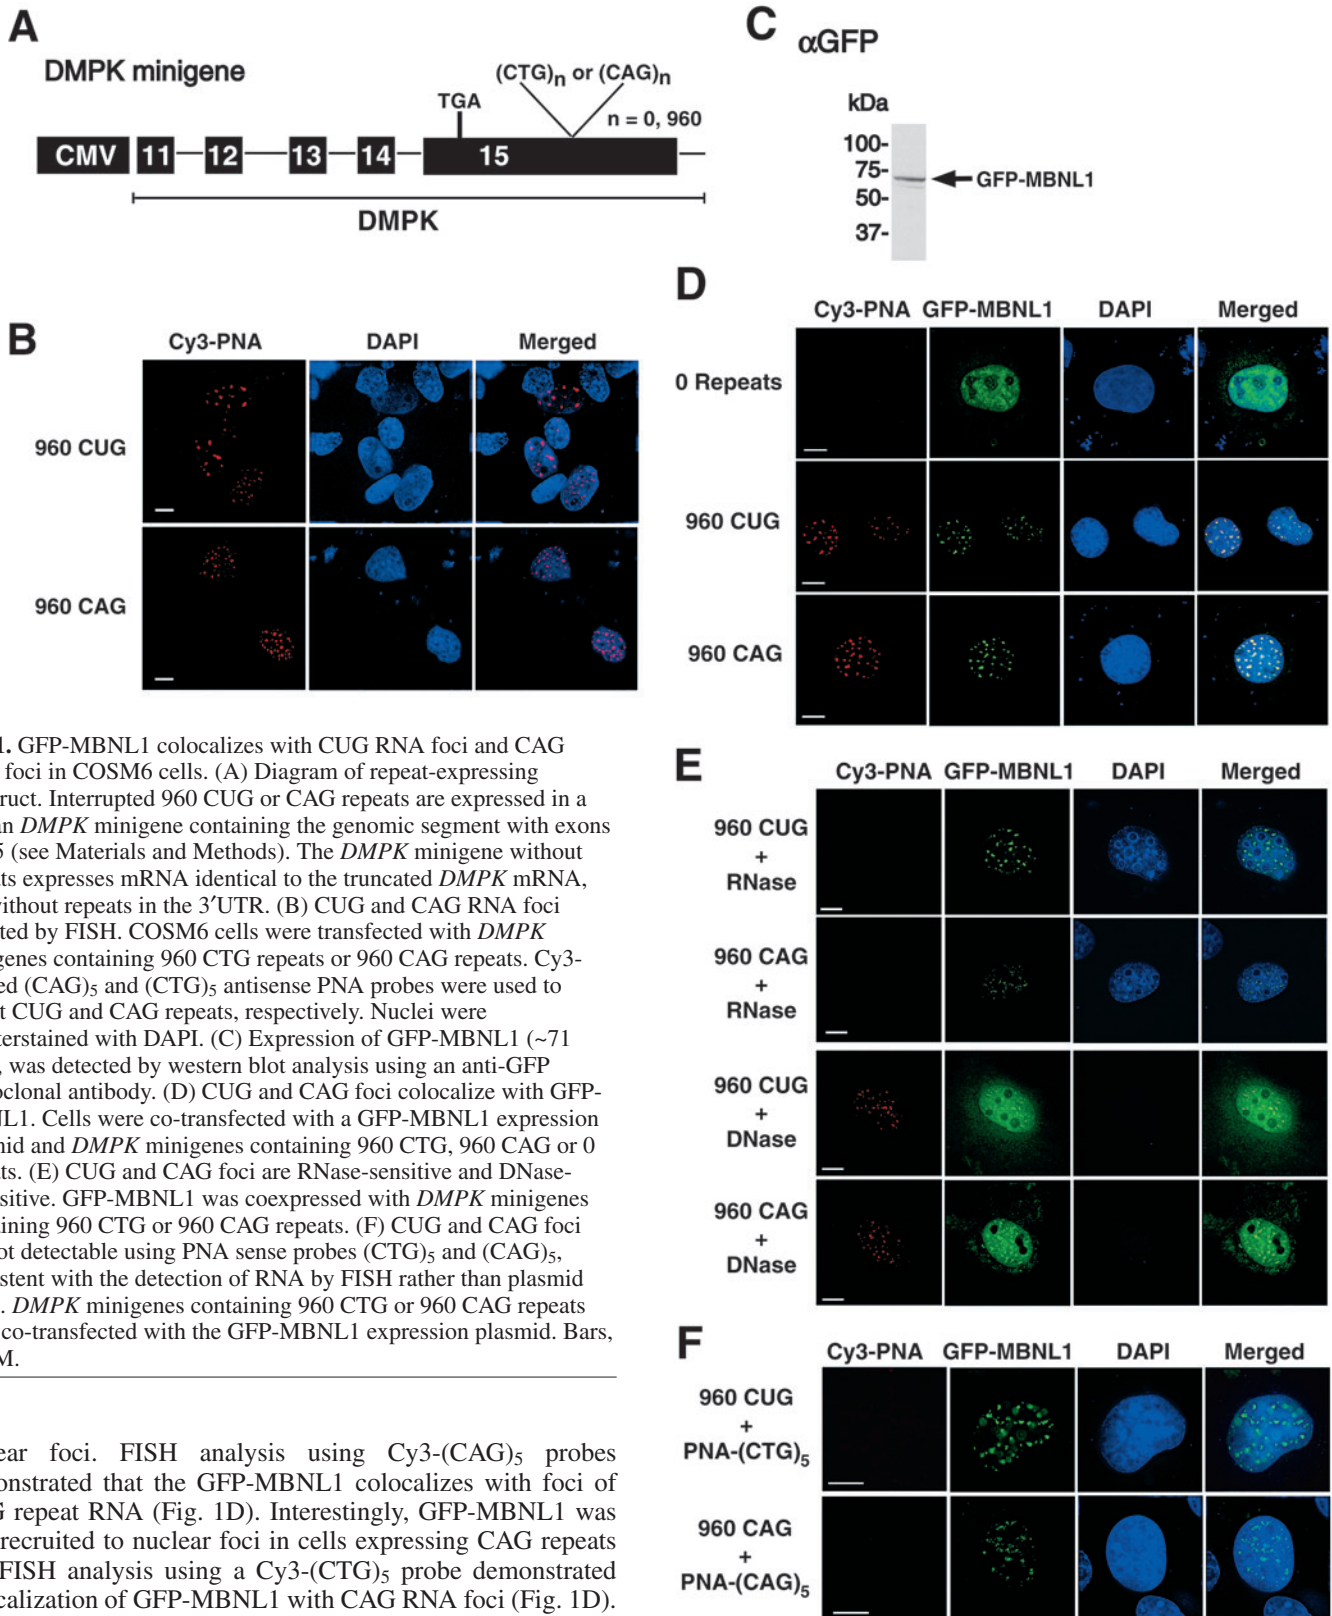 A
DMPK minigene
(CTG)n or (CAG)n
TGA
n = 0, 960
CMV 11 12 13 14 15
DMPK
B
Cy3-PNA DAPI Merged
960 CUG
960 CAG
C
αGFP
kDa
100-
75-
GFP-MBNL1
50-
37-
D
Cy3-PNA GFP-MBNL1 DAPI Merged
0 Repeats
960 CUG
960 CAG
E
Cy3-PNA GFP-MBNL1 DAPI Merged
960 CUG
+
RNase
960 CAG
+
RNase
960 CUG
+
DNase
960 CAG
+
DNase
F
Cy3-PNA GFP-MBNL1 DAPI Merged
960 CUG
+
PNA-(CTG)5
960 CAG
+
PNA-(CAG)5
1. GFP-MBNL1 colocalizes with CUG RNA foci and CAG
foci in COSM6 cells. (A) Diagram of repeat-expressing
ruct. Interrupted 960 CUG or CAG repeats are expressed in a
an DMPK minigene containing the genomic segment with exons
5 (see Materials and Methods). The DMPK minigene without
ts expresses mRNA identical to the truncated DMPK mRNA,
vithout repeats in the 3′UTR. (B) CUG and CAG RNA foci
ted by FISH. COSM6 cells were transfected with DMPK
genes containing 960 CTG repeats or 960 CAG repeats. Cy3-
ed (CAG)5 and (CTG)5 antisense PNA probes were used to
t CUG and CAG repeats, respectively. Nuclei were
terstained with DAPI. (C) Expression of GFP-MBNL1 (~71
, was detected by western blot analysis using an anti-GFP
oclonal antibody. (D) CUG and CAG foci colocalize with GFP-
NL1. Cells were co-transfected with a GFP-MBNL1 expression
nid and DMPK minigenes containing 960 CTG, 960 CAG or 0
ats. (E) CUG and CAG foci are RNase-sensitive and DNase-
sitive. GFP-MBNL1 was coexpressed with DMPK minigenes
aining 960 CTG or 960 CAG repeats. (F) CUG and CAG foci
ot detectable using PNA sense probes (CTG)5 and (CAG)5,
istent with the detection of RNA by FISH rather than plasmid
. DMPK minigenes containing 960 CTG or 960 CAG repeats
co-transfected with the GFP-MBNL1 expression plasmid. Bars,
M.
ear foci. FISH analysis using Cy3-(CAG)5 probes
onstrated that the GFP-MBNL1 colocalizes with foci of
G repeat RNA (Fig. 1D). Interestingly, GFP-MBNL1 was
recruited to nuclear foci in cells expressing CAG repeats
FISH analysis using a Cy3-(CTG)5 probe demonstrated
calization of GFP-MBNL1 with CAG RNA foci (Fig. 1D).